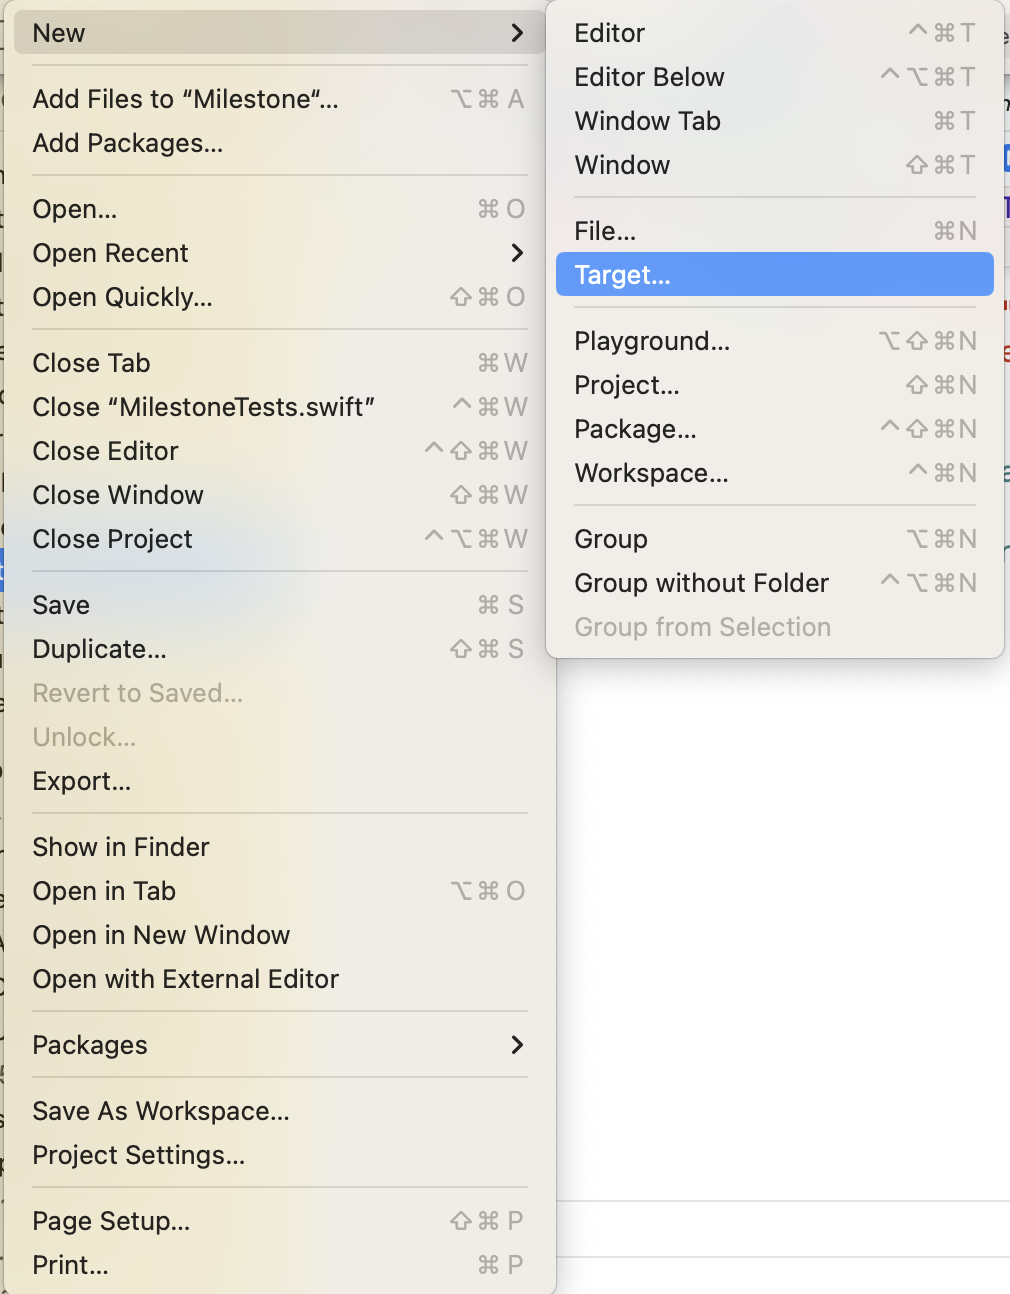 New
Add Files to “Milestone“... ⌥⌘ A
Add Packages...
Open... ⌘ O
Open Recent
Open Quickly... ⇧⌘ O
Close Tab ⌘W
Close “MilestoneTests.swift” ^⌘W
Close Editor ^⇧⌘W
Close Window ⇧⌘W
Close Project ^⌥⌘W
Save ⌘ S
Duplicate... ⇧⌘ S
Revert to Saved...
Unlock...
Export...
Show in Finder
Open in Tab ⌥⌘ O
Open in New Window
Open with External Editor
Packages
Save As Workspace...
Project Settings...
Page Setup... ⇧⌘ P
Print... ⌘ P
Editor ^⌘T
Editor Below ^⌥⌘T
Window Tab ⌘T
Window ⇧⌘T
File... ⌘N
Target...
Playground... ⌥⇧⌘N
Project... ⇧⌘N
Package... ^⇧⌘N
Workspace... ^⌘N
Group ⌥⌘N
Group without Folder ^⌥⌘N
Group from Selection